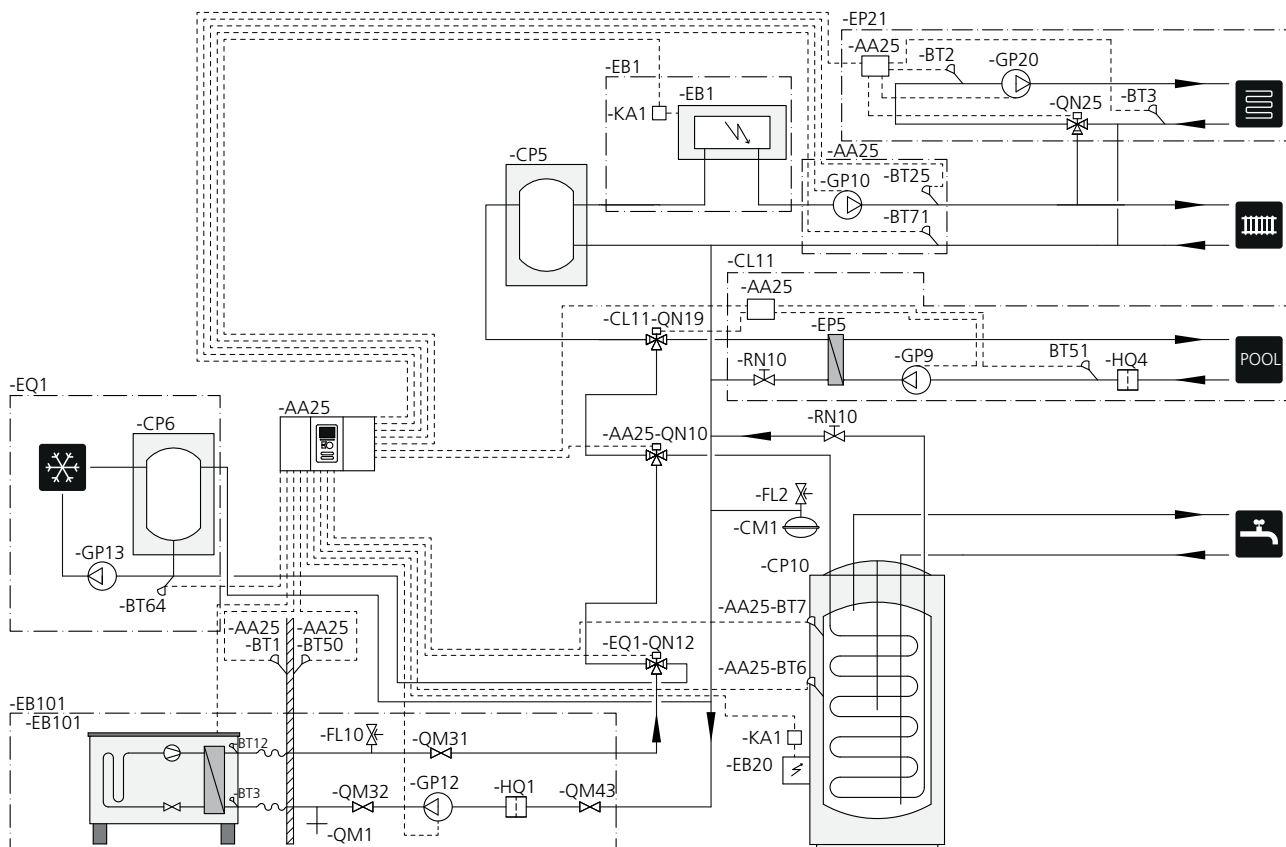 -EP21
-AA25
-BT2
-GP20
-EB1
-EB1
-KA1
-QN25
-BT3
-CP5
-AA25
-GP10
-BT25
-BT71
-CL11
-AA25
-CL11-QN19
-EP5
-RN10
-GP9
BT51
-HQ4
POOL
-EQ1
-CP6
-AA25
-RN10
-AA25-QN10
-FL2
-CM1
-GP13
-CP10
-BT64
-AA25
-BT1
-AA25
-BT50
-AA25-BT7
-EQ1-QN12
-AA25-BT6
-EB101
-EB101
-BT12
-FL10
-QM31
-KA1
-EB20
-BT3
-QM32
-GP12
-HQ1
-QM43
-QM1